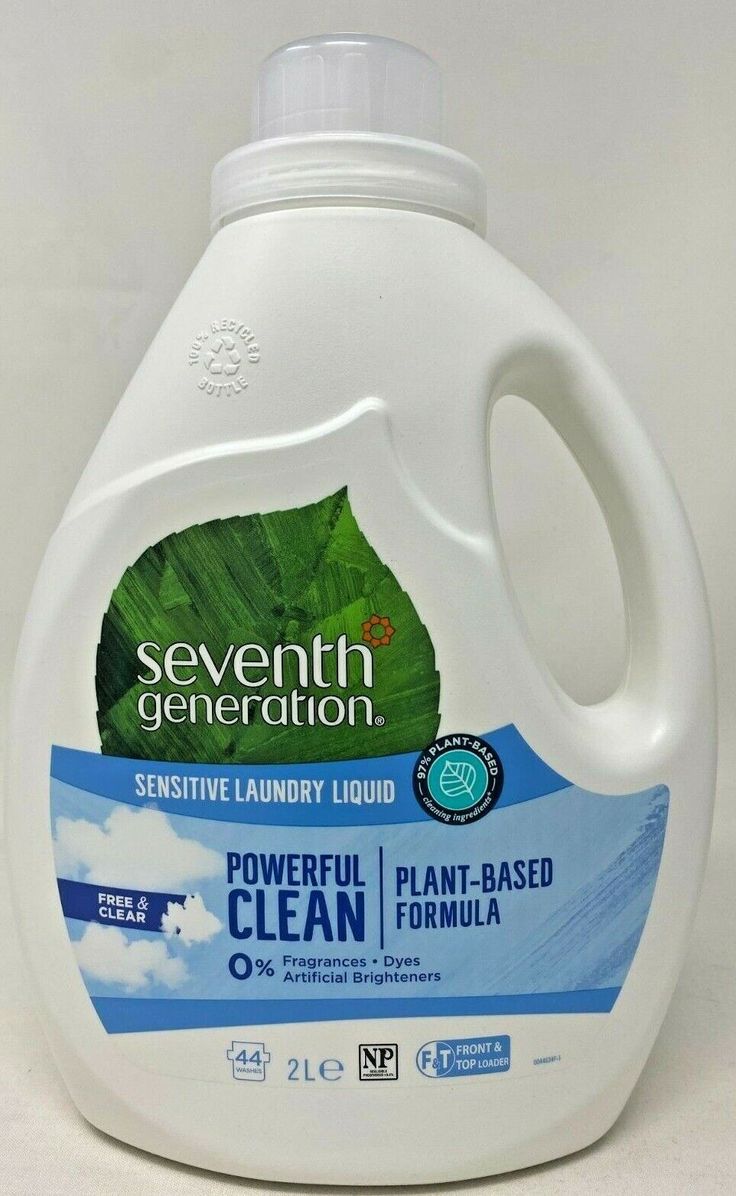 100% RECYCLED
BOTTLE
seventh
generation®
SENSITIVE LAUNDRY LIQUID
97% PLANT-BASED
cleaning ingredients*
FREE &
CLEAR
POWERFUL
CLEAN
PLANT-BASED
FORMULA
0% Fragrances • Dyes
Artificial Brighteners
44
WASHES
2L℮
NP
F&T
FRONT &
TOP LOADER